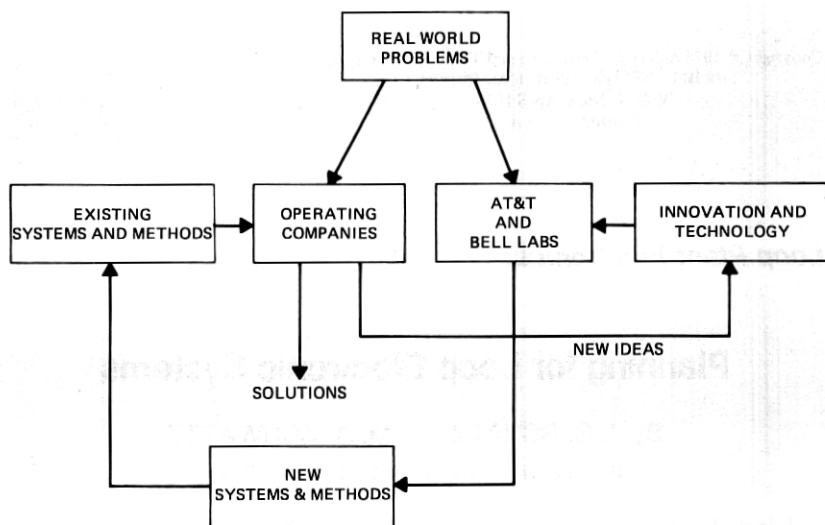 REAL WORLD
PROBLEMS
EXISTING
SYSTEMS AND METHODS
OPERATING
COMPANIES
AT&T
AND
BELL LABS
INNOVATION AND
TECHNOLOGY
NEW IDEAS
SOLUTIONS
NEW
SYSTEMS & METHODS